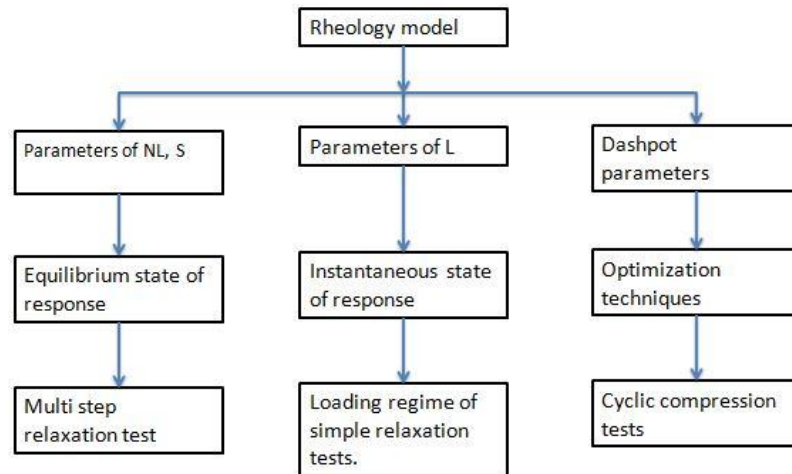 Rheology model
Parameters of NL, S
Parameters of L
Dashpot
parameters
Equilibrium state of
response
Instantaneous state
of response
Optimization
techniques
Multi step
relaxation test
Loading regime of
simple relaxation
tests.
Cyclic compression
tests